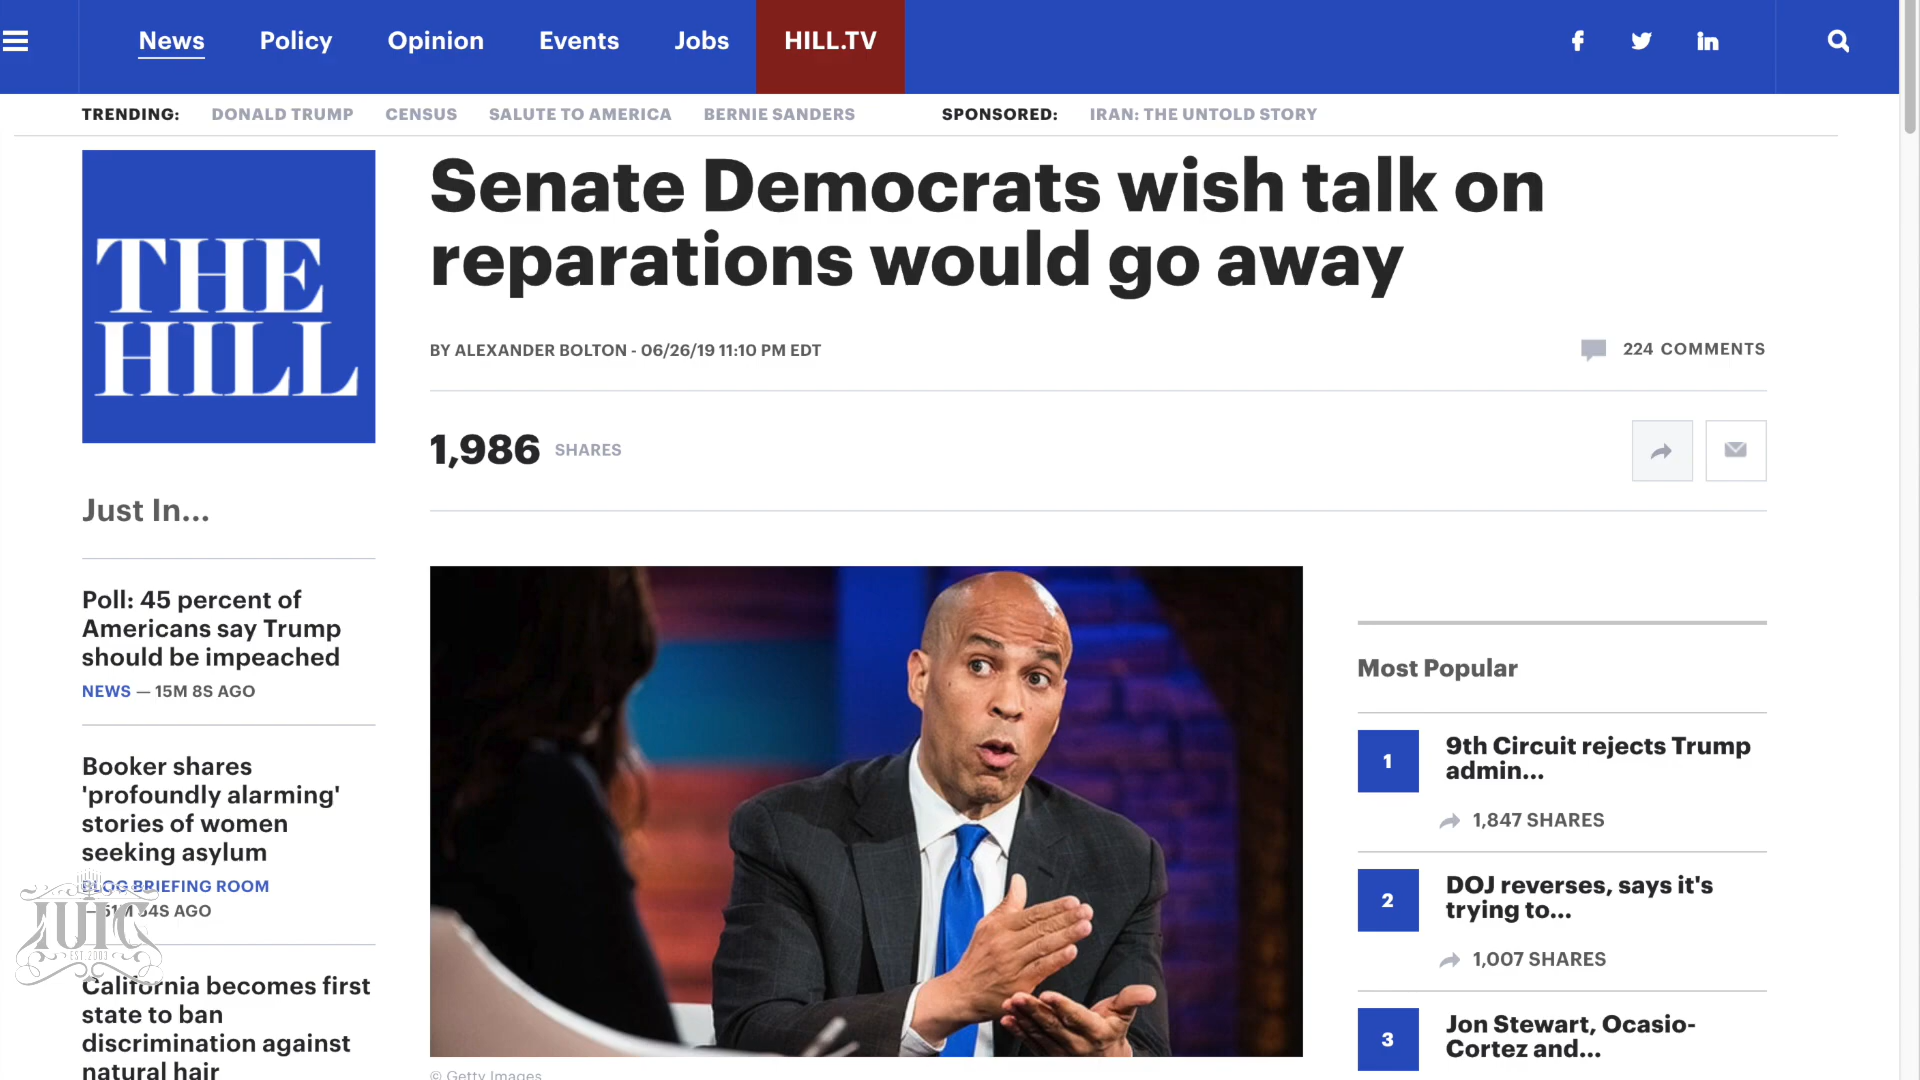 News Policy Opinion Events Jobs HILL.TV
TRENDING: DONALD TRUMP CENSUS SALUTE TO AMERICA BERNIE SANDERS SPONSORED: IRAN: THE UNTOLD STORY
THE
HILL
Senate Democrats wish talk on
reparations would go away
BY ALEXANDER BOLTON - 06/26/19 11:10 PM EDT
224 COMMENTS
1,986 SHARES
Just In...
Poll: 45 percent of
Americans say Trump
should be impeached
NEWS — 15M 8S AGO
Booker shares
'profoundly alarming'
stories of women
seeking asylum
BLOG BRIEFING ROOM
— 51M 54S AGO
IUIC
EST. 2003
California becomes first
state to ban
discrimination against
natural hair
© Getty Images
Most Popular
1
9th Circuit rejects Trump
admin...
1,847 SHARES
2
DOJ reverses, says it's
trying to...
1,007 SHARES
3
Jon Stewart, Ocasio-
Cortez and...